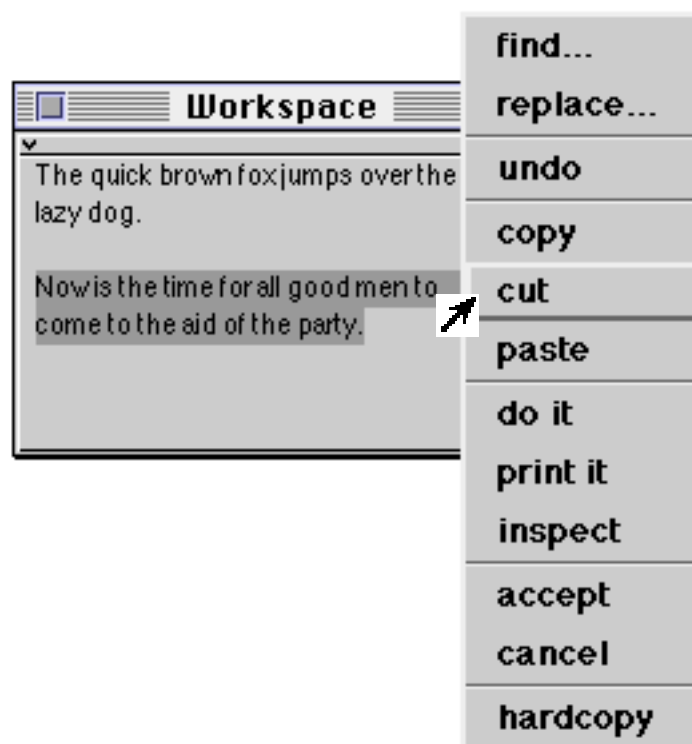 Workspace
The quick brown fox jumps over the
lazy dog.
Now is the time for all good men to
come to the aid of the party.
find...
replace...
undo
copy
cut
paste
do it
print it
inspect
accept
cancel
hardcopy